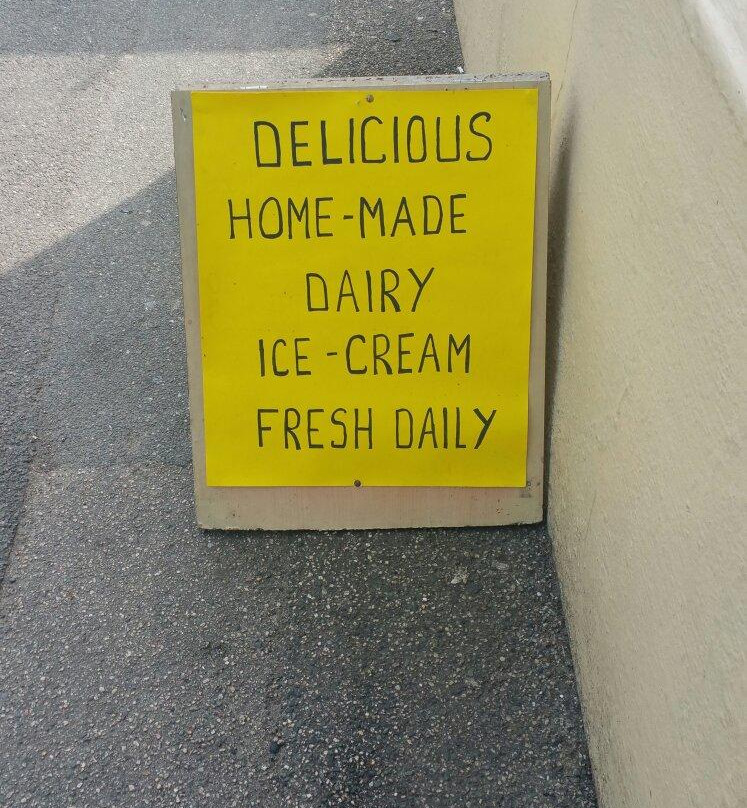 DELICIOUS
HOME-MADE
DAIRY
ICE-CREAM
FRESH DAILY